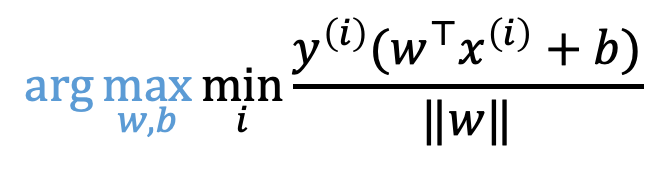 arg max min y^{(i)}(w^⊤x^{(i)} + b)
w,b i ‖w‖